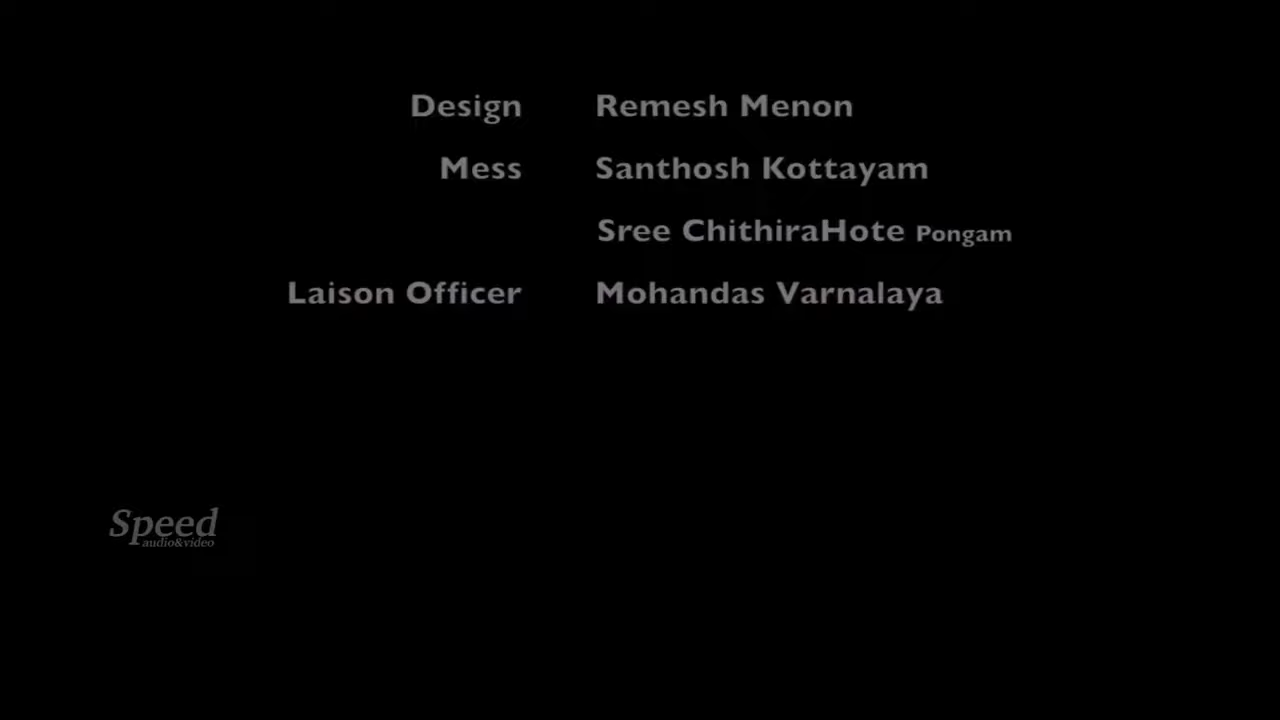 Design Remesh Menon
Mess Santhosh Kottayam
Sree ChithiraHote Pongam
Laison Officer Mohandas Varnalaya
Speed
audio&video